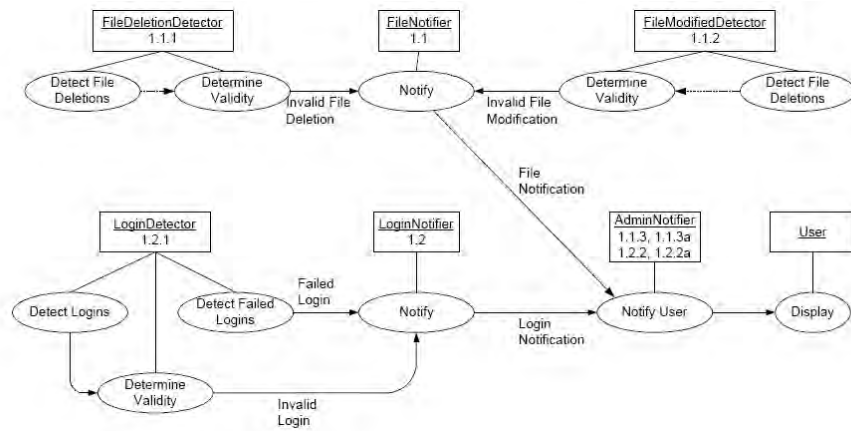 FileDeletionDetector
1.1.1
FileNotifier
1.1
FileModifiedDetector
1.1.2
Detect File
Deletions
Determine
Validity
Invalid File
Deletion
Notify
Invalid File
Modification
Determine
Validity
Detect File
Deletions
File
Notification
LoginDetector
1.2.1
LoginNotifier
1.2
AdminNotifier
1.1.3, 1.1.3a
1.2.2, 1.2.2a
User
Detect Logins
Detect Failed
Logins
Failed
Login
Notify
Login
Notification
Notify User
Display
Determine
Validity
Invalid
Login